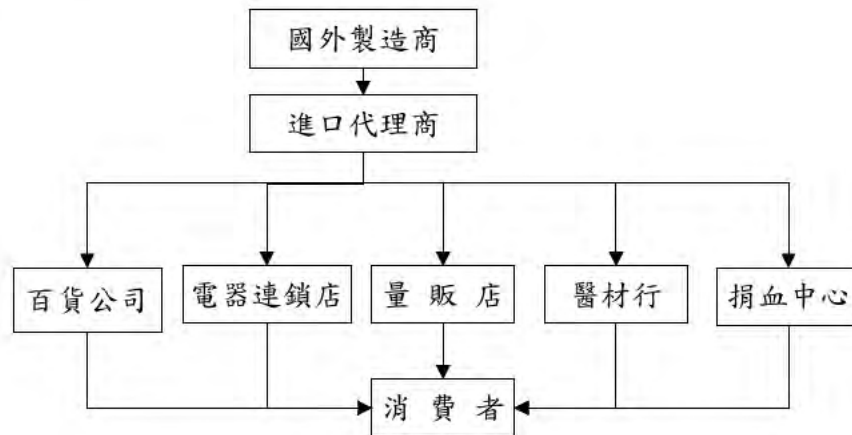 國外製造商
進口代理商
百貨公司
電器連鎖店
量販店
醫材行
捐血中心
消費者